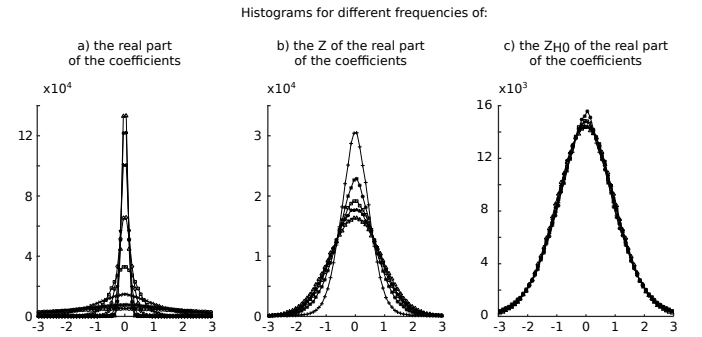 Histograms for different frequencies of:
a) the real part
of the coefficients
b) the Z of the real part
of the coefficients
c) the ZH0 of the real part
of the coefficients
x10⁴
x10⁴
x10³
12
8
4
0
3
2
1
0
16
12
8
4
0
-3 -2 -1 0 1 2 3
-3 -2 -1 0 1 2 3
-3 -2 -1 0 1 2 3